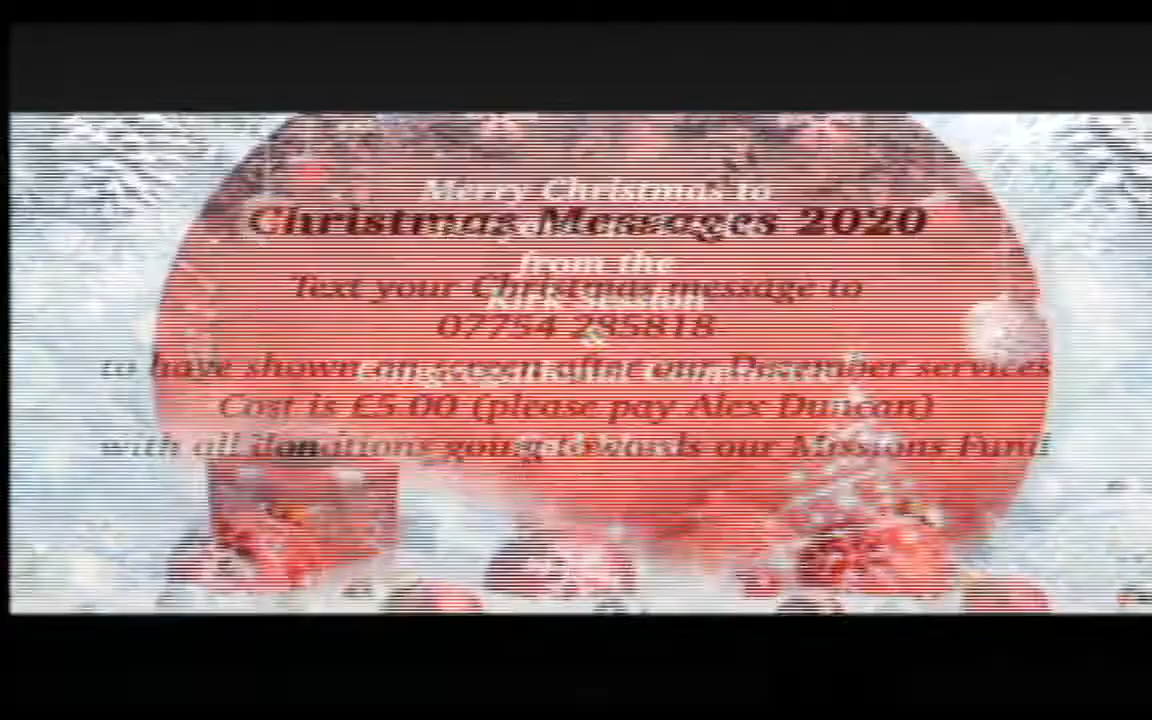 Merry Christmas to
Christmas Messages 2020
from the
Text your Christmas message to
Kirk Session
07754 285818
&
to have shown on screen after our December services
Congregational Committee
Cost is £5.00 (please pay Alex Duncan)
with all donations going towards our Missions Fund